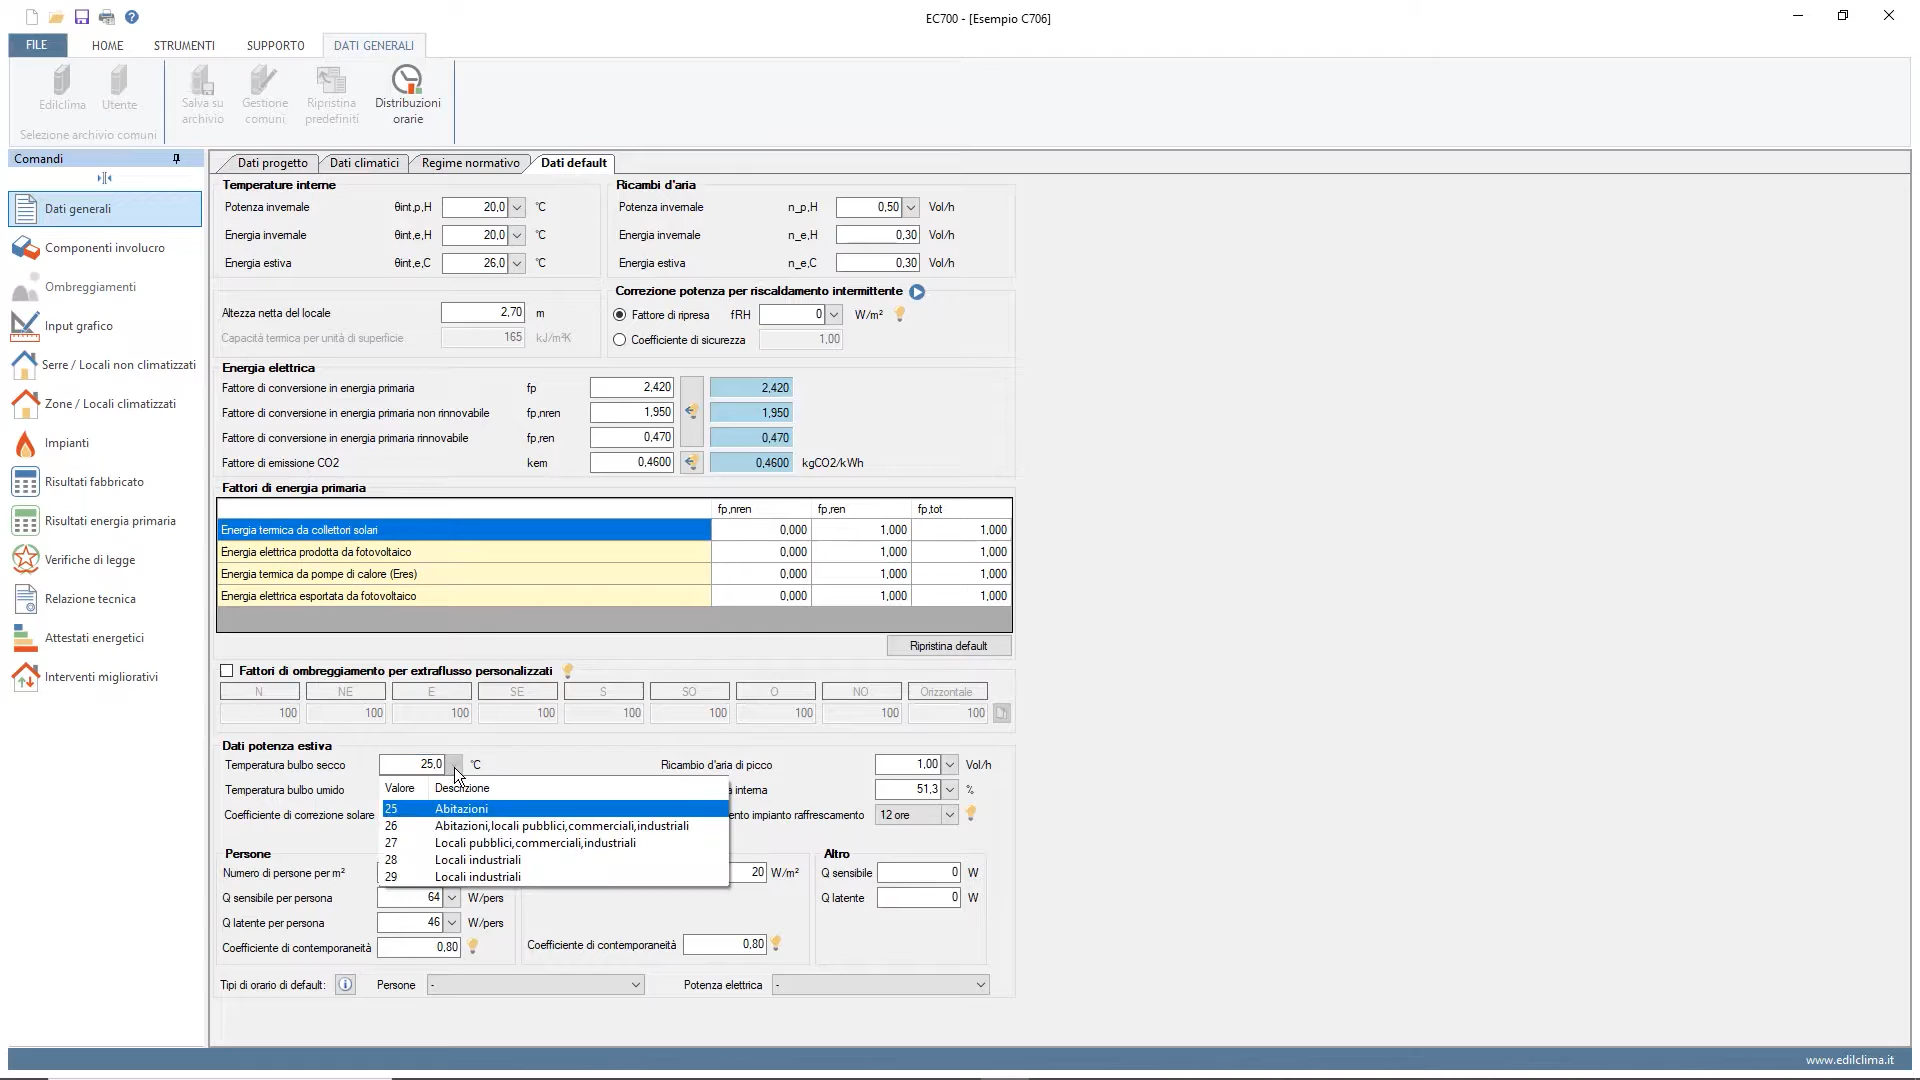 EC700 - [Esempio C706]
FILE HOME STRUMENTI SUPPORTO DATI GENERALI
Edilclima Utente
Selezione archivio comuni
Salva su archivio
Gestione comuni
Ripristina predefiniti
Distribuzioni orarie
Comandi
Dati generali
Componenti involucro
Ombreggiamenti
Input grafico
Serre / Locali non climatizzati
Zone / Locali climatizzati
Impianti
Risultati fabbricato
Risultati energia primaria
Verifiche di legge
Relazione tecnica
Attestati energetici
Interventi migliorativi
Dati progetto Dati climatici Regime normativo Dati default
Temperature interne
Potenza invernale θint,p,H 20,0 °C
Energia invernale θint,e,H 20,0 °C
Energia estiva θint,e,C 26,0 °C
Ricambi d'aria
Potenza invernale n_p,H 0,50 Vol/h
Energia invernale n_e,H 0,30 Vol/h
Energia estiva n_e,C 0,30 Vol/h
Altezza netta del locale 2,70 m
Capacità termica per unità di superficie 165 kJ/m²K
Correzione potenza per riscaldamento intermittente
Fattore di ripresa fRH 0 W/m²
Coefficiente di sicurezza 1,00
Energia elettrica
Fattore di conversione in energia primaria fp 2,420 2,420
Fattore di conversione in energia primaria non rinnovabile fp,nren 1,950 1,950
Fattore di conversione in energia primaria rinnovabile fp,ren 0,470 0,470
Fattore di emissione CO2 kem 0,4600 0,4600 kgCO2/kWh
Fattori di energia primaria
fp,nren fp,ren fp,tot
Energia termica da collettori solari 0,000 1,000 1,000
Energia elettrica prodotta da fotovoltaico 0,000 1,000 1,000
Energia termica da pompe di calore (Eres) 0,000 1,000 1,000
Energia elettrica esportata da fotovoltaico 0,000 1,000 1,000
Ripristina default
Fattori di ombreggiamento per extraflusso personalizzati
N NE E SE S SO O NO Orizzontale
100 100 100 100 100 100 100 100 100
Dati potenza estiva
Temperatura bulbo secco 25,0 °C Ricambio d'aria di picco 1,00 Vol/h
Temperatura bulbo umido Valore Descrizione interna 51,3 %
25 Abitazioni
Coefficiente di correzione solare ento impianto raffrescamento 12 ore
26 Abitazioni,locali pubblici,commerciali,industriali
27 Locali pubblici,commerciali,industriali
28 Locali industriali
29 Locali industriali
Persone
Numero di persone per m² 20 W/m²
Q sensibile per persona 64 W/pers
Q latente per persona 46 W/pers
Coefficiente di contemporaneità 0,80
Coefficiente di contemporaneità 0,80
Altro
Q sensibile 0 W
Q latente 0 W
Tipi di orario di default: Persone - Potenza elettrica -
www.edilclima.it